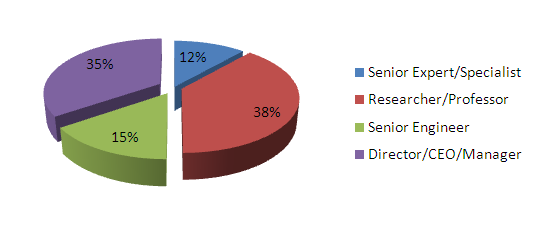 12%
38%
15%
35%
Senior Expert/Specialist
Researcher/Professor
Senior Engineer
Director/CEO/Manager